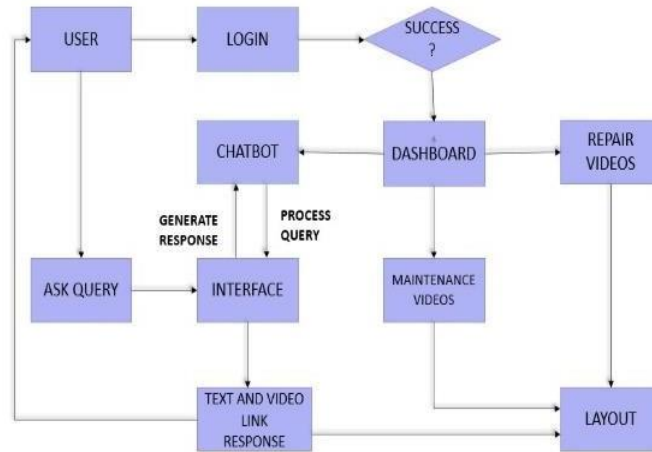 USER
LOGIN
SUCCESS
?
CHATBOT
DASHBOARD
REPAIR
VIDEOS
GENERATE
RESPONSE
PROCESS
QUERY
ASK QUERY
INTERFACE
MAINTENANCE
VIDEOS
TEXT AND VIDEO
LINK
RESPONSE
LAYOUT